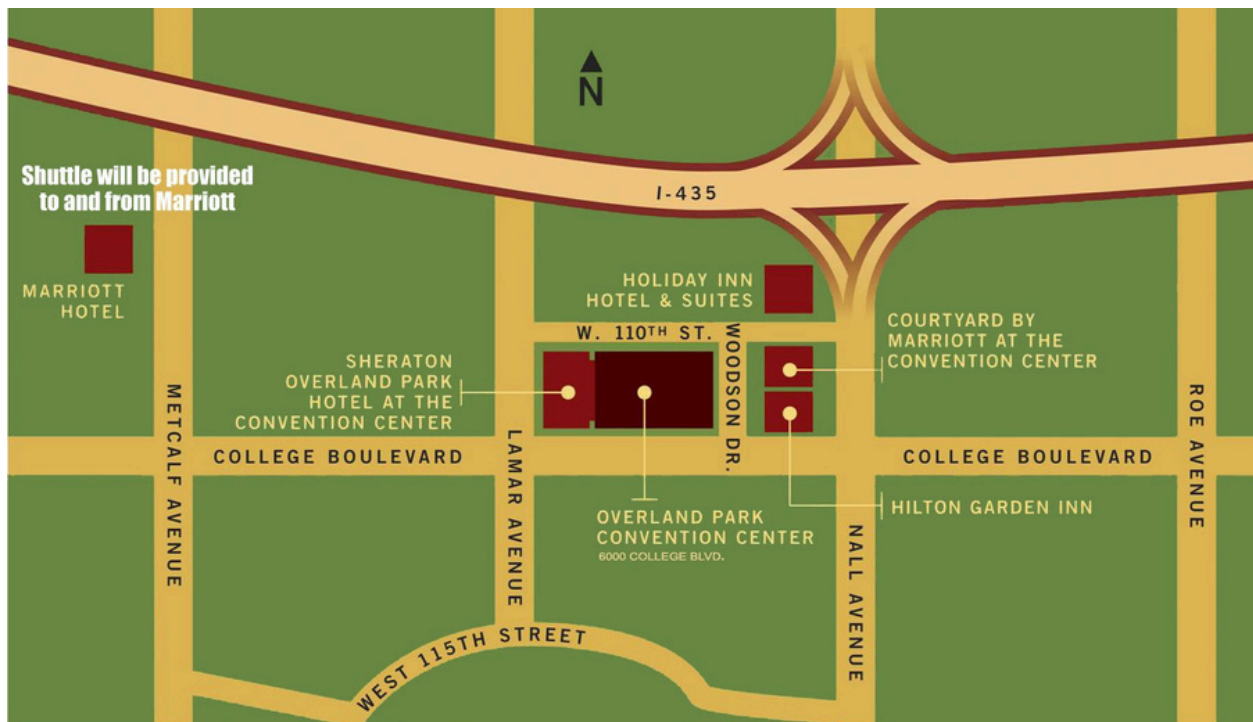 N
Shuttle will be provided
to and from Marriott
I-435
MARRIOTT
HOTEL
HOLIDAY INN
HOTEL & SUITES
W. 110TH ST.
WOODSON DR.
COURTYARD BY
MARRIOTT AT THE
CONVENTION CENTER
SHERATON
OVERLAND PARK
HOTEL AT THE
CONVENTION CENTER
METCALF AVENUE
COLLEGE BOULEVARD
LAMAR AVENUE
COLLEGE BOULEVARD
ROE AVENUE
OVERLAND PARK
CONVENTION CENTER
6000 COLLEGE BLVD.
HILTON GARDEN INN
NALL AVENUE
WEST 115TH STREET